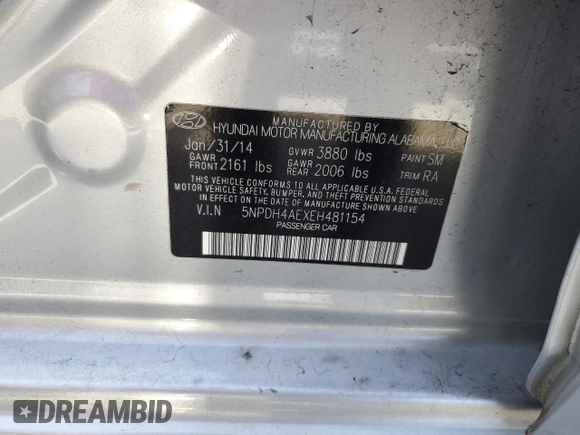 MANUFACTURED BY
HYUNDAI MOTOR MANUFACTURING ALABAMA, LLC
Jan/31/14 GVWR 3880 lbs PAINT SM
GAWR FRONT 2161 lbs GAWR REAR 2006 lbs TRIM RA
THIS VEHICLE CONFORMS TO ALL APPLICABLE U.S.A. FEDERAL
MOTOR VEHICLE SAFETY, BUMPER, AND THEFT PREVENTION STANDARDS
IN EFFECT ON THE DATE OF MANUFACTURE SHOWN ABOVE.
V.I.N 5NPDH4AEXEH481154
PASSENGER CAR
DREAMBID